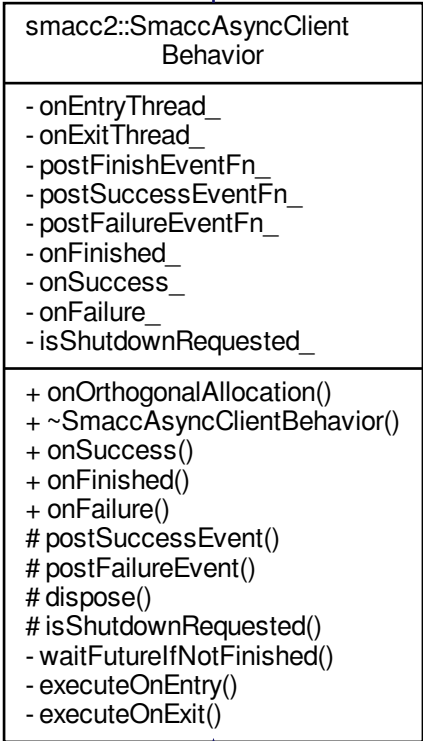 smacc2::SmaccAsyncClient
Behavior
- onEntryThread_
- onExitThread_
- postFinishEventFn_
- postSuccessEventFn_
- postFailureEventFn_
- onFinished_
- onSuccess_
- onFailure_
- isShutdownRequested_
+ onOrthogonalAllocation()
+ ~SmaccAsyncClientBehavior()
+ onSuccess()
+ onFinished()
+ onFailure()
# postSuccessEvent()
# postFailureEvent()
# dispose()
# isShutdownRequested()
- waitFutureIfNotFinished()
- executeOnEntry()
- executeOnExit()